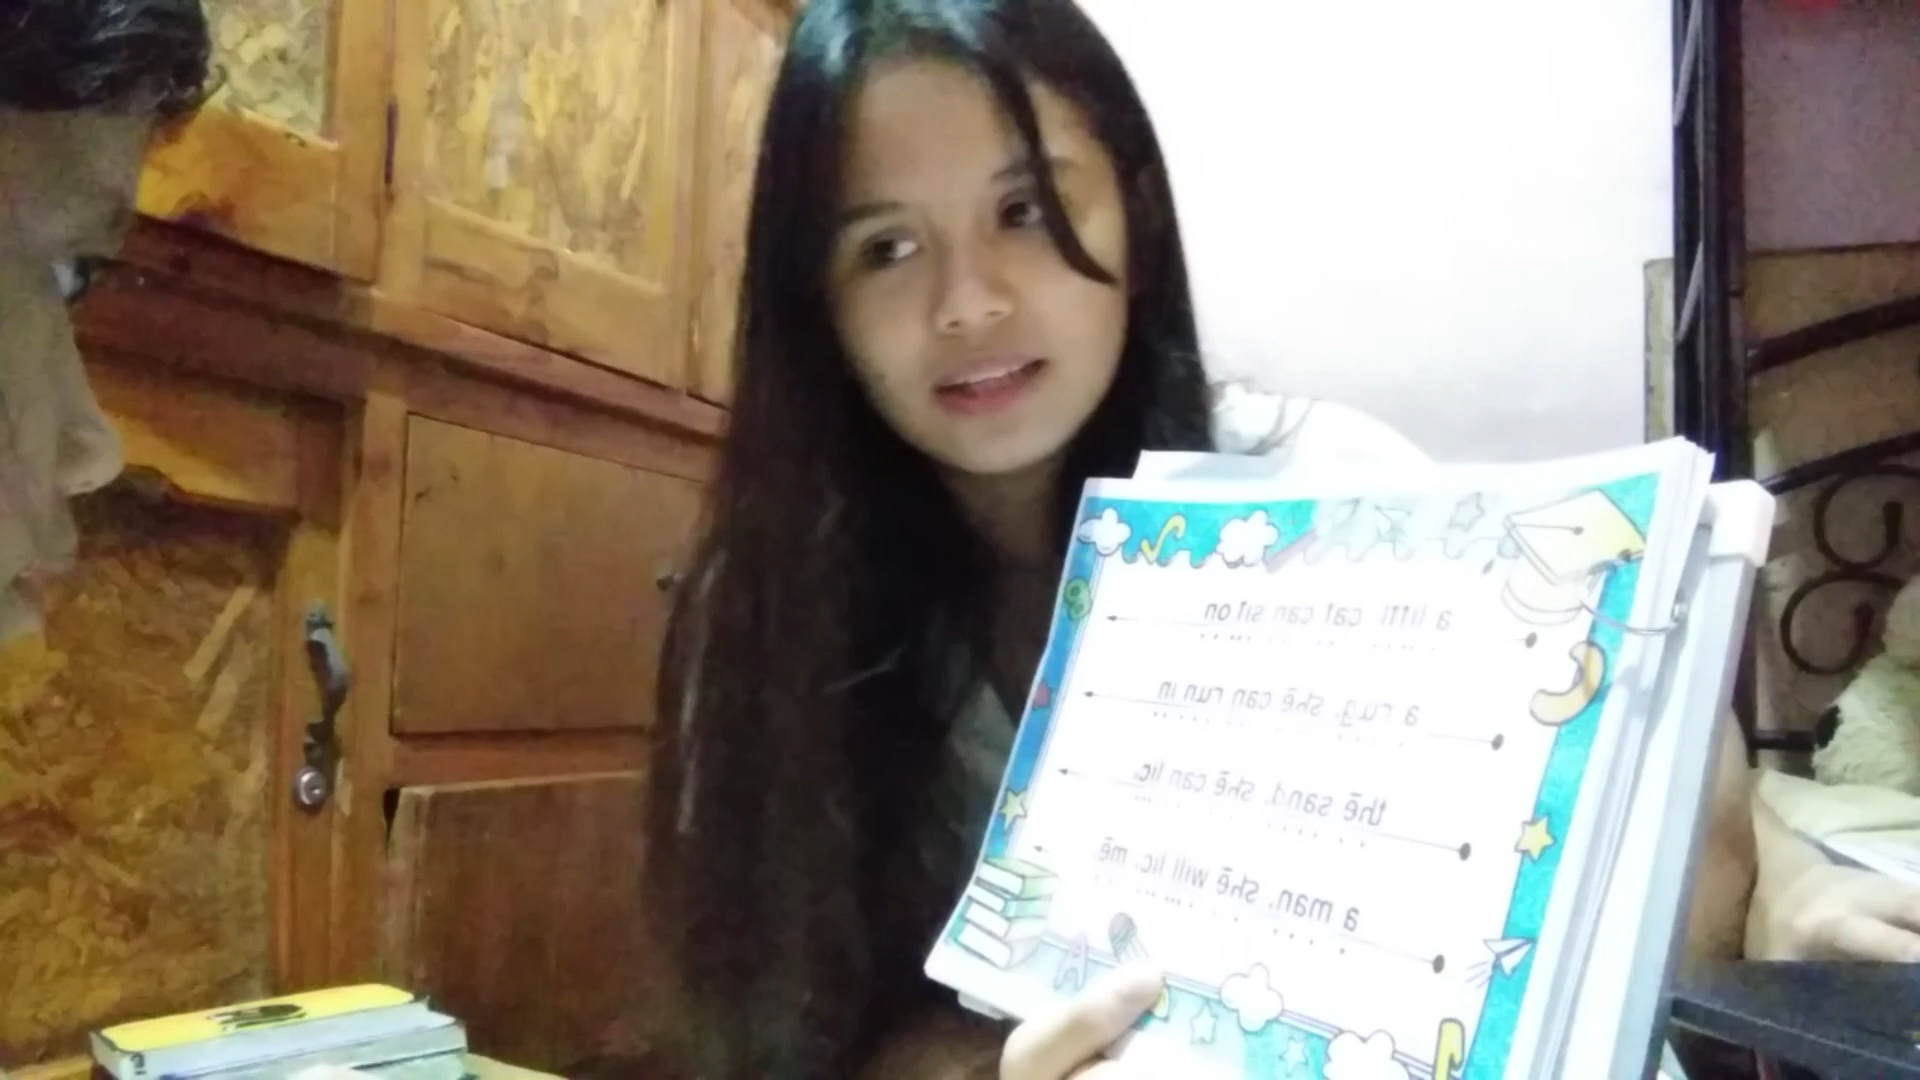 a littl cat can sit on
a rug. shē can run in
thē sand. shē can lic
a man. shē will lic mē.